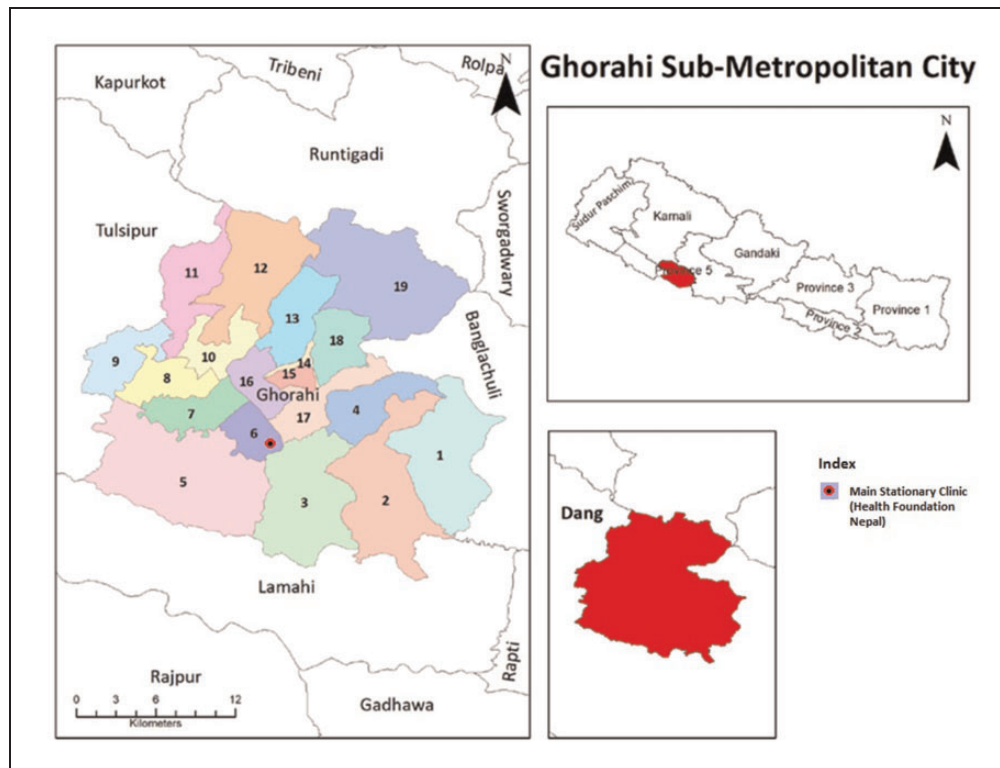 Ghorahi Sub-Metropolitan City
N
Kapurkot
Tribeni
Rolpa
Runtigadi
Sworgadwary
Tulsipur
11
12
19
13
Banglachuli
18
9
10
14
8
15
16
Ghorahi
7
17
4
6
1
5
3
2
Lamahi
Rapti
Rajpur
Gadhawa
0 3 6 12
Kilometers
N
Sudur Paschim
Karnali
Gandaki
Province 5
Province 3
Province 1
Province
Dang
Index
Main Stationary Clinic
(Health Foundation
Nepal)